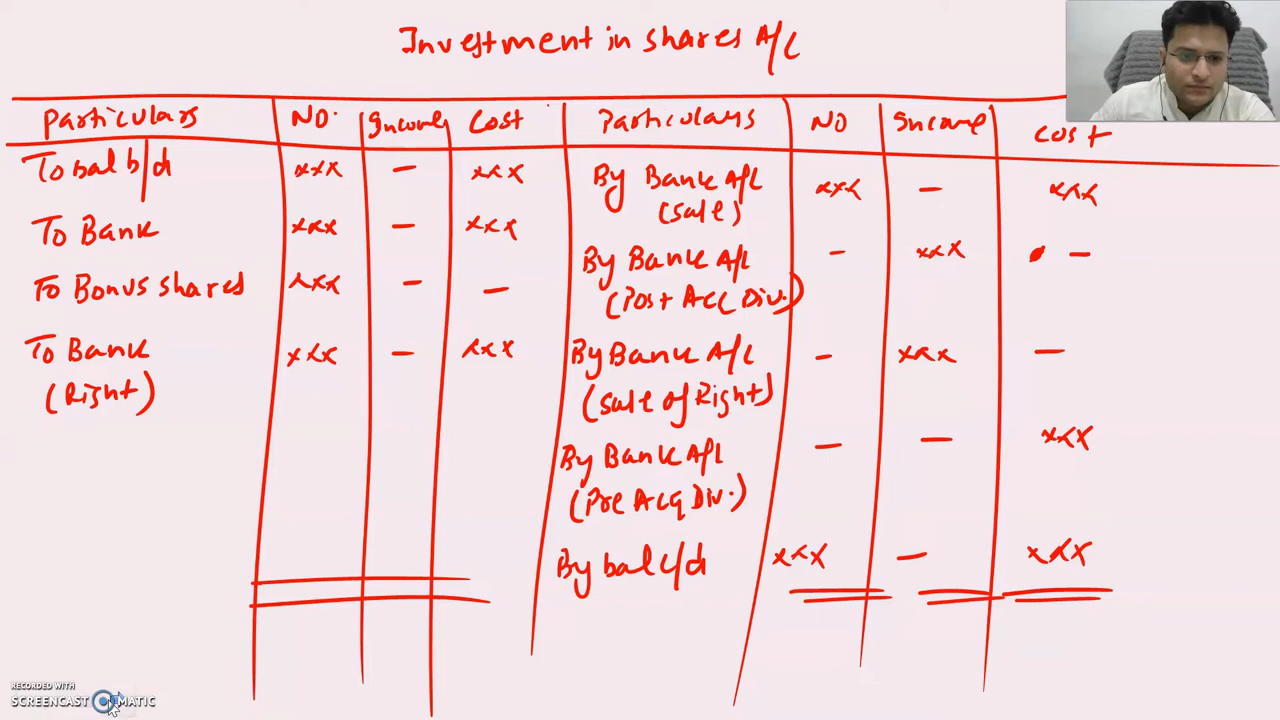 Investment in shares A/c
Particulars NO. Income Cost Particulars NO Income Cost
To bal b/d xxx – xxx By Bank A/c xxx – xxx
(sale)
To Bank xxx – xxx By Bank A/c – xxx –
(Post Acq Div.)
To Bonus shares xxx – –
To Bank xxx – xxx By Bank A/c – xxx –
(Right) (sale of Right)
By Bank A/c – – xxx
(Pre Acq Div.)
By bal c/d xxx – xxx
RECORDED WITH
SCREENCAST MATIC